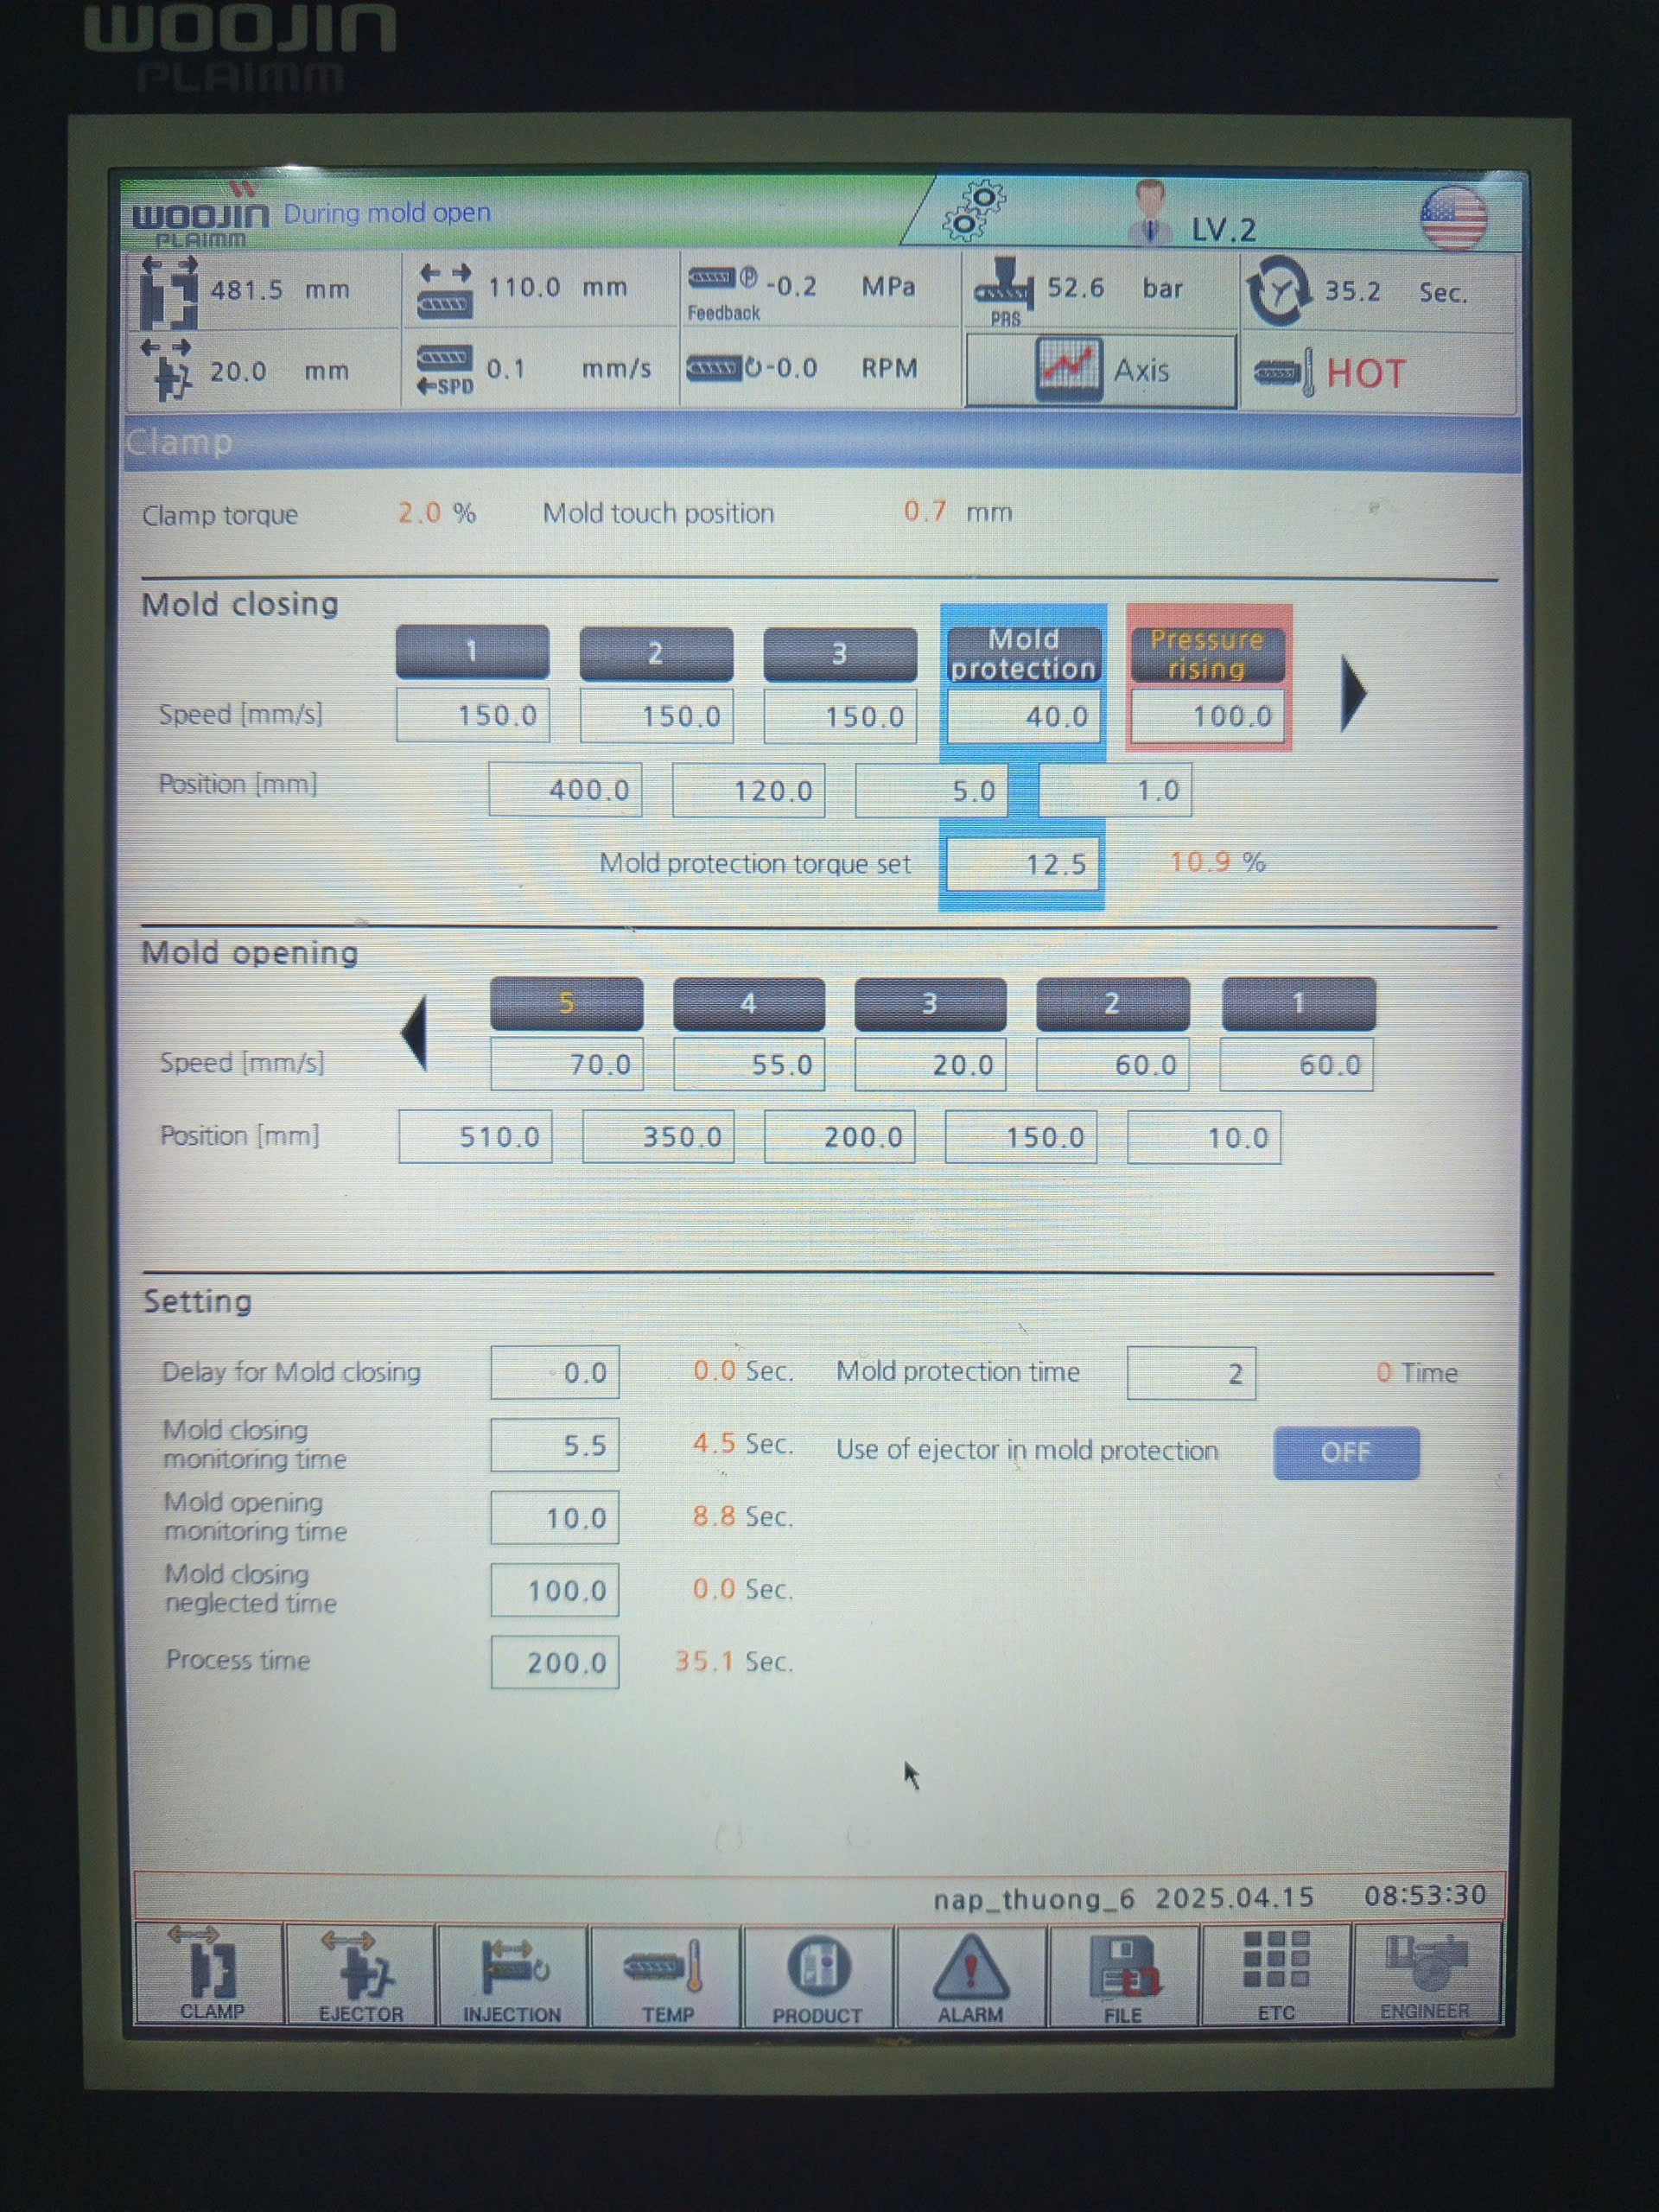 WOOJIN
PLAIMM
WOOJIN During mold open LV.2
PLAIMM
481.5 mm 110.0 mm P -0.2 MPa 52.6 bar 35.2 Sec.
Feedback PRS
20.0 mm SPD 0.1 mm/s -0.0 RPM Axis HOT
Clamp
Clamp torque 2.0 % Mold touch position 0.7 mm
Mold closing
1 2 3 Mold protection Pressure rising
Speed [mm/s] 150.0 150.0 150.0 40.0 100.0
Position [mm] 400.0 120.0 5.0 1.0
Mold protection torque set 12.5 10.9 %
Mold opening
5 4 3 2 1
Speed [mm/s] 70.0 55.0 20.0 60.0 60.0
Position [mm] 510.0 350.0 200.0 150.0 10.0
Setting
Delay for Mold closing 0.0 0.0 Sec. Mold protection time 2 0 Time
Mold closing monitoring time 5.5 4.5 Sec. Use of ejector in mold protection OFF
Mold opening monitoring time 10.0 8.8 Sec.
Mold closing neglected time 100.0 0.0 Sec.
Process time 200.0 35.1 Sec.
nap_thuong_6 2025.04.15 08:53:30
CLAMP EJECTOR INJECTION TEMP PRODUCT ALARM FILE ETC ENGINEER